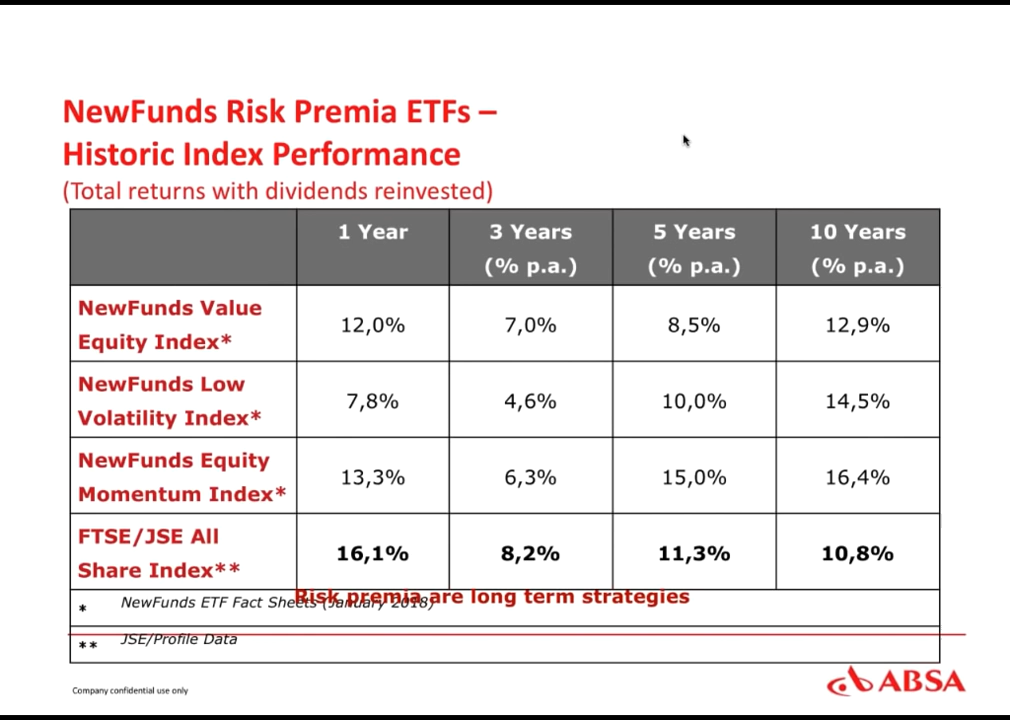 NewFunds Risk Premia ETFs –
Historic Index Performance
(Total returns with dividends reinvested)
1 Year 3 Years 5 Years 10 Years
(% p.a.) (% p.a.) (% p.a.)
NewFunds Value
Equity Index* 12,0% 7,0% 8,5% 12,9%
NewFunds Low
Volatility Index* 7,8% 4,6% 10,0% 14,5%
NewFunds Equity
Momentum Index* 13,3% 6,3% 15,0% 16,4%
FTSE/JSE All
Share Index** 16,1% 8,2% 11,3% 10,8%
Risk premia are long term strategies
* NewFunds ETF Fact Sheets (January 2018)
** JSE/Profile Data
Company confidential use only
ABSA